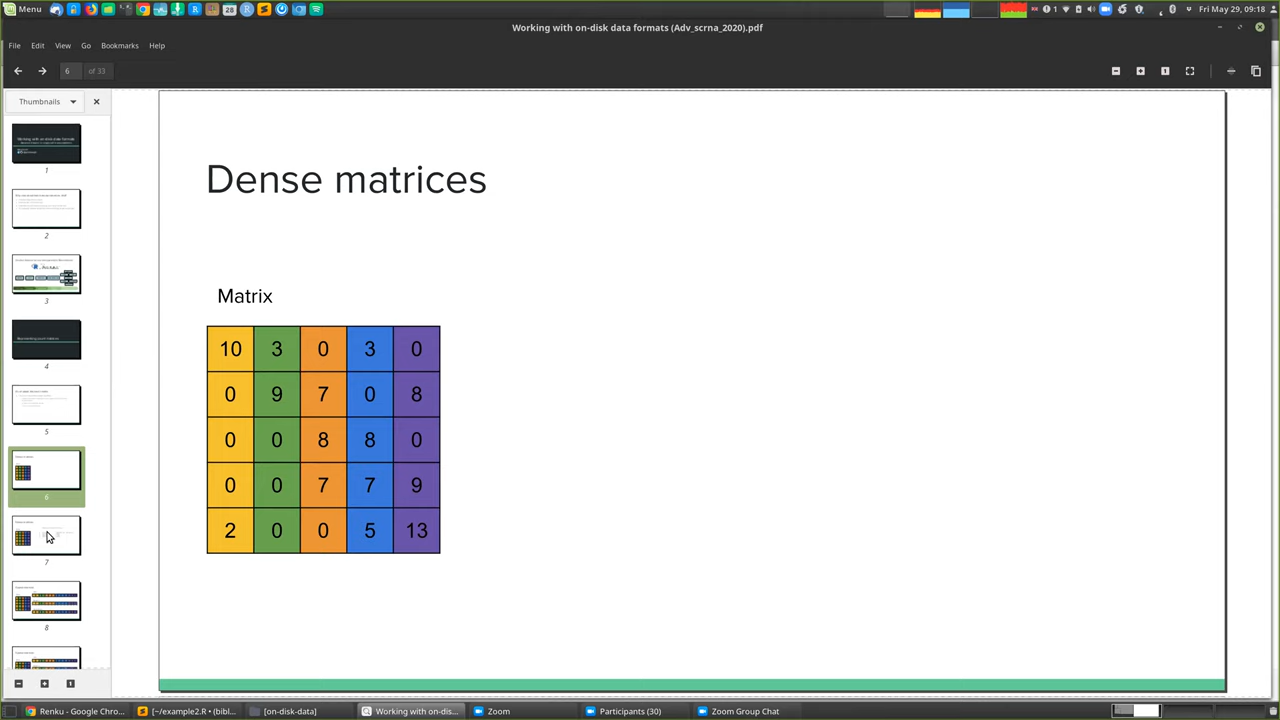 Menu
28
1
Fri May 29, 09:18
Working with on-disk data formats (Adv_scrna_2020).pdf
File Edit View Go Bookmarks Help
6 of 33
Thumbnails
1
2
3
4
5
6
7
8
Dense matrices
Matrix
10 3 0 3 0
0 9 7 0 8
0 0 8 8 0
0 0 7 7 9
2 0 0 5 13
Renku - Google Chro... [~/example2.R • (bibl... [on-disk-data] Working with on-dis... Zoom Participants (30) Zoom Group Chat